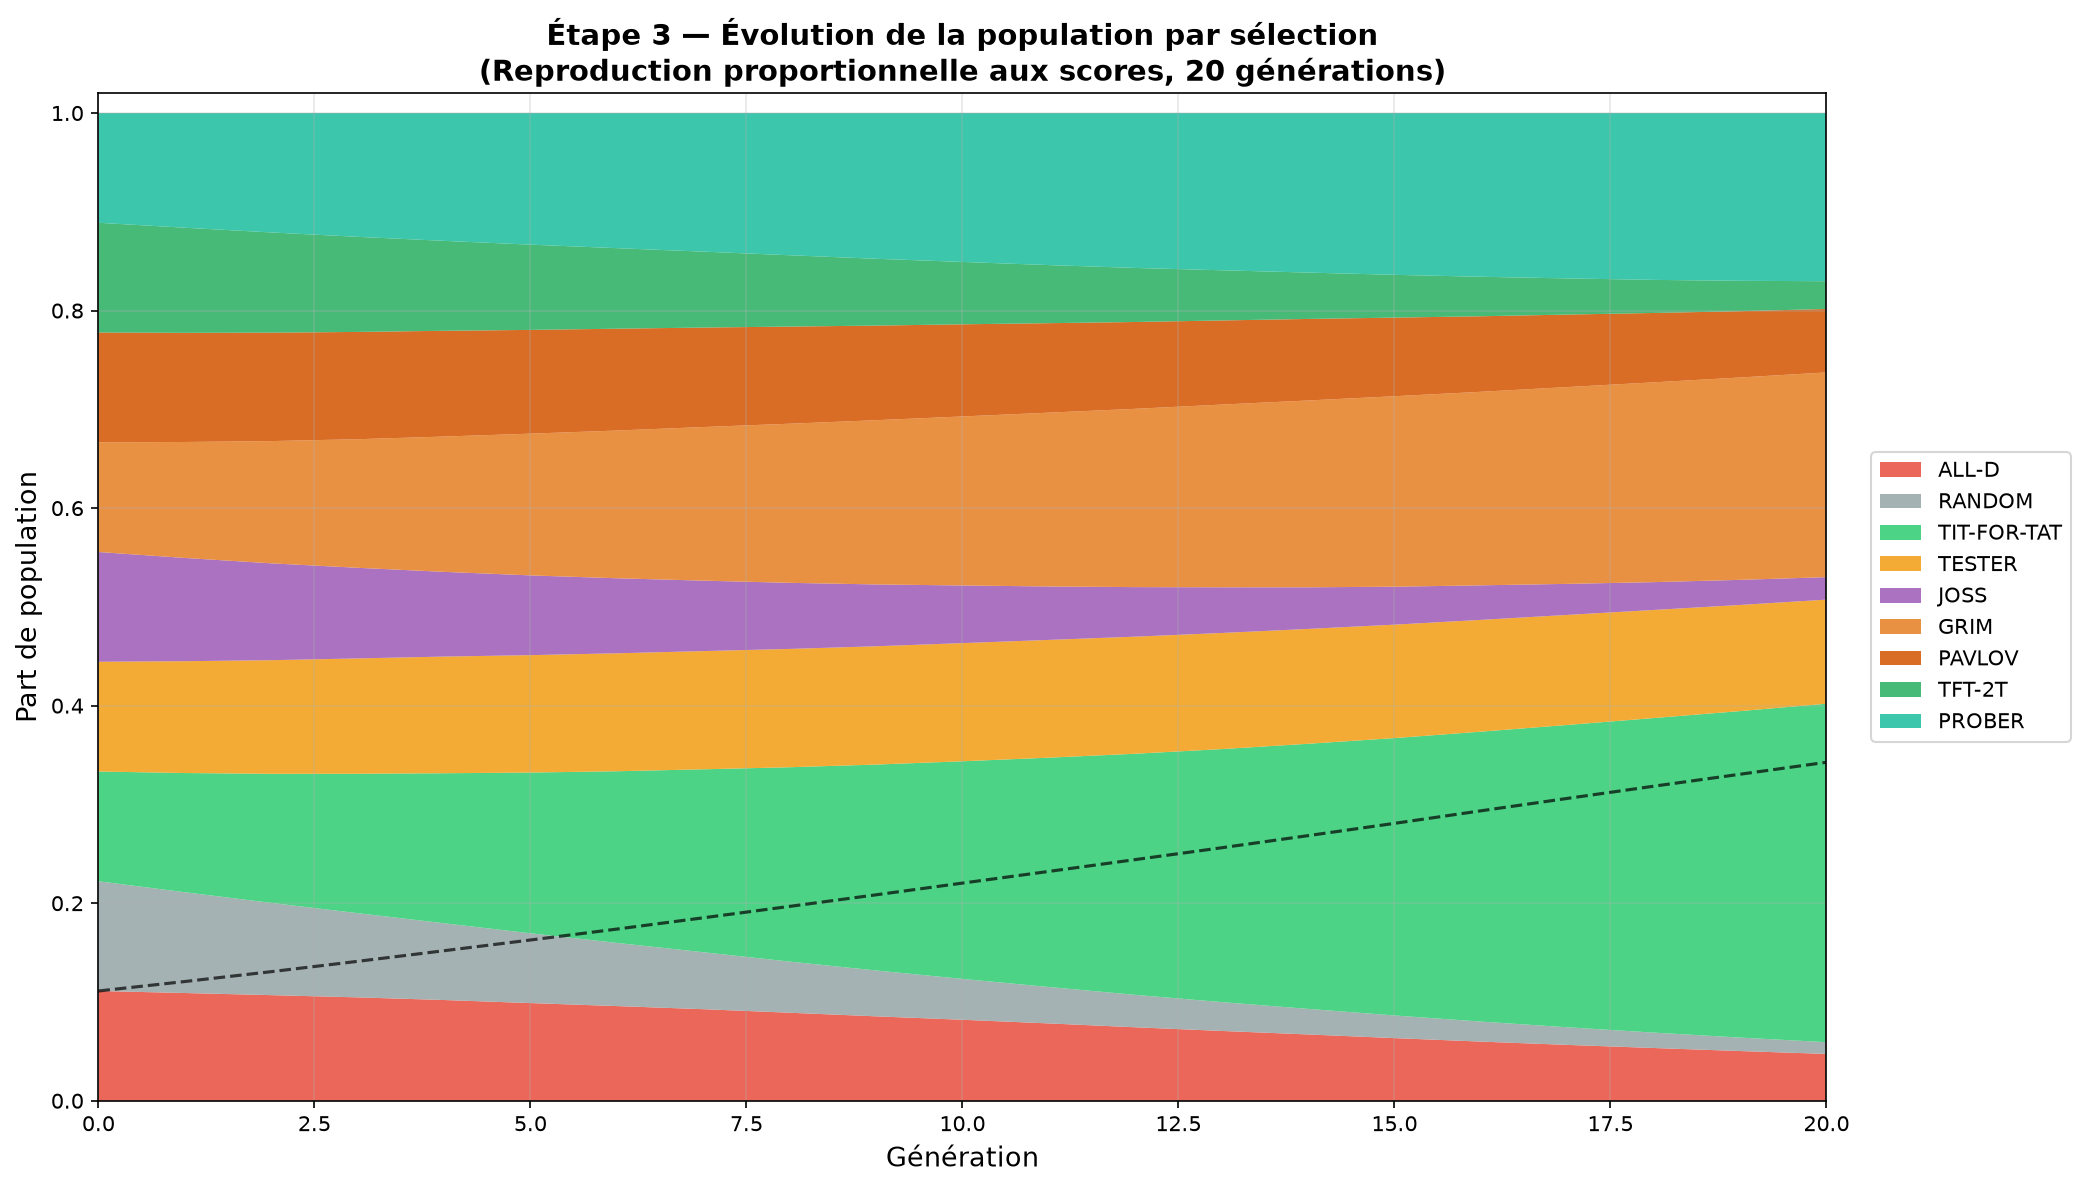 Étape 3 — Évolution de la population par sélection
(Reproduction proportionnelle aux scores, 20 générations)
Part de population
1.0
0.8
0.6
0.4
0.2
0.0
0.0 2.5 5.0 7.5 10.0 12.5 15.0 17.5 20.0
Génération
ALL-D
RANDOM
TIT-FOR-TAT
TESTER
JOSS
GRIM
PAVLOV
TFT-2T
PROBER